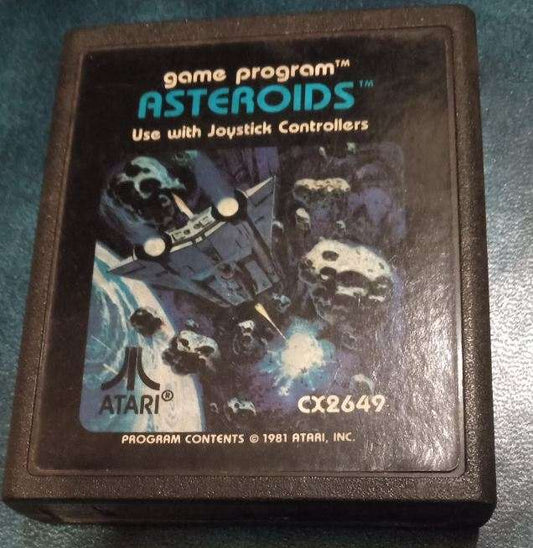 game program™
ASTEROIDS™
Use with Joystick Controllers
ATARI®
CX2649
PROGRAM CONTENTS © 1981 ATARI, INC.